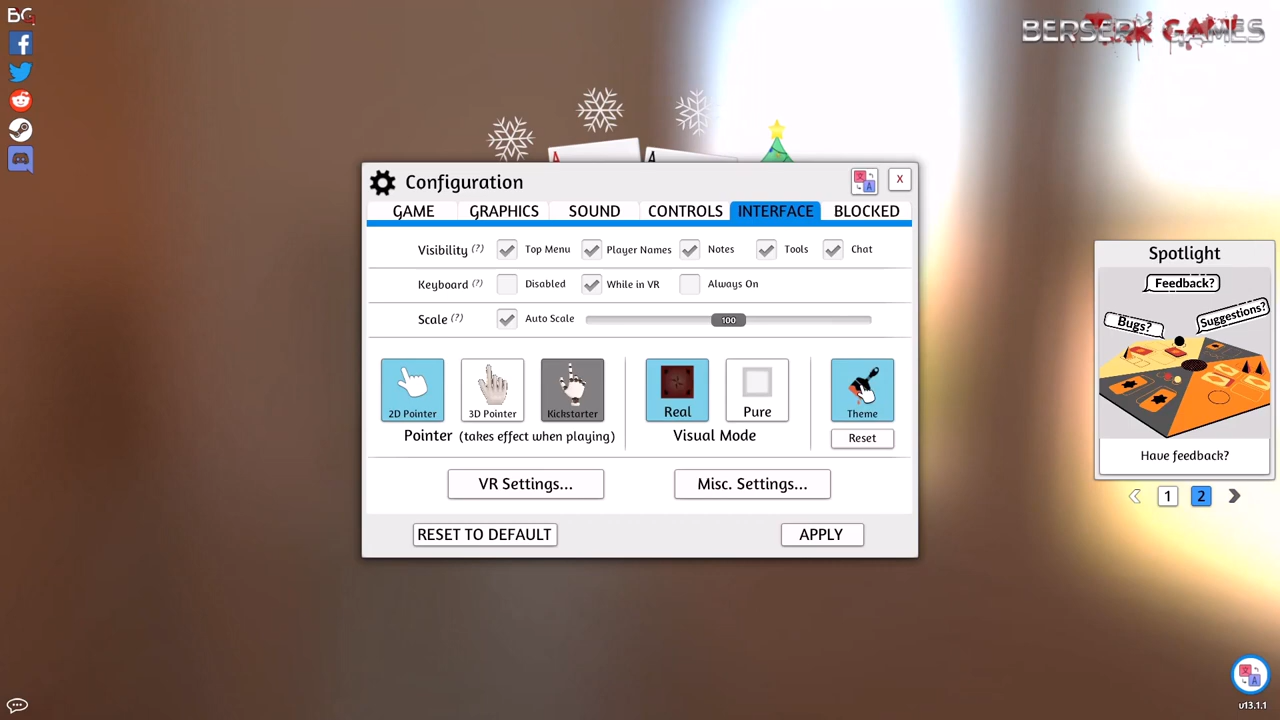 BG
BERSERK GAMES
A A
Configuration
X
GAME GRAPHICS SOUND CONTROLS INTERFACE BLOCKED
Visibility (?) Top Menu Player Names Notes Tools Chat
Keyboard (?) Disabled While in VR Always On
Scale (?) Auto Scale 100
2D Pointer 3D Pointer Kickstarter Real Pure Theme
Pointer (takes effect when playing) Visual Mode Reset
VR Settings... Misc. Settings...
RESET TO DEFAULT APPLY
Spotlight
Feedback?
Bugs? Suggestions?
Have feedback?
1 2
文 A
v13.1.1